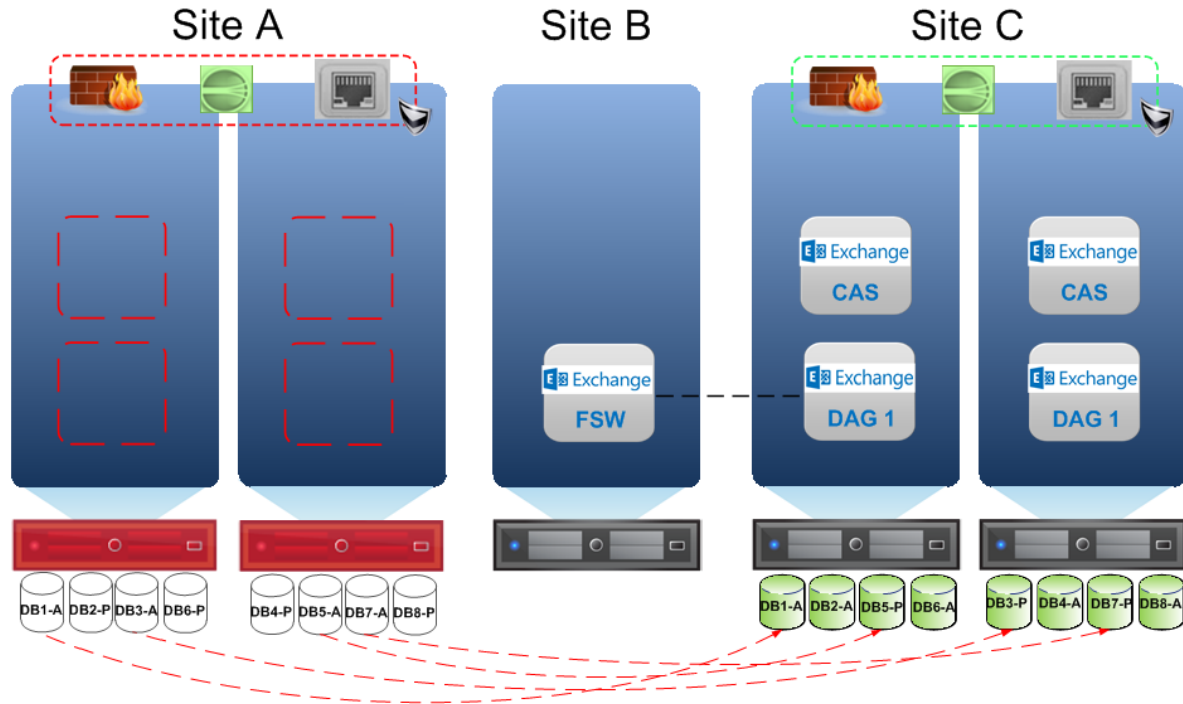 Site A
Site B
Site C
E Exchange
CAS
E Exchange
CAS
E Exchange
FSW
E Exchange
DAG 1
E Exchange
DAG 1
DB1-A
DB2-P
DB3-A
DB6-P
DB4-P
DB5-A
DB7-A
DB8-P
DB1-A
DB2-A
DB5-P
DB6-A
DB3-P
DB4-A
DB7-P
DB8-A